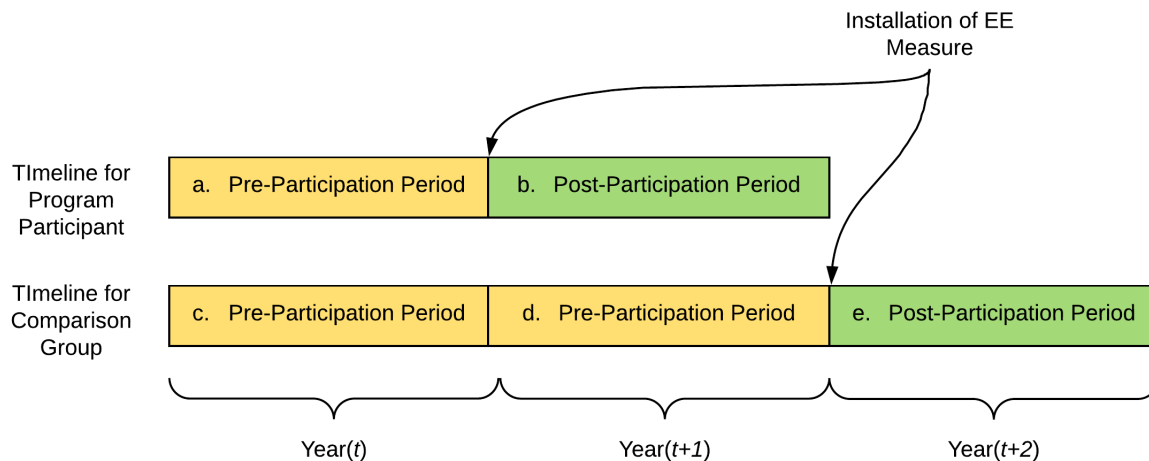 Installation of EE
Measure
TImeline for
Program
Participant
a. Pre-Participation Period
b. Post-Participation Period
TImeline for
Comparison
Group
c. Pre-Participation Period
d. Pre-Participation Period
e. Post-Participation Period
Year(t)
Year(t+1)
Year(t+2)